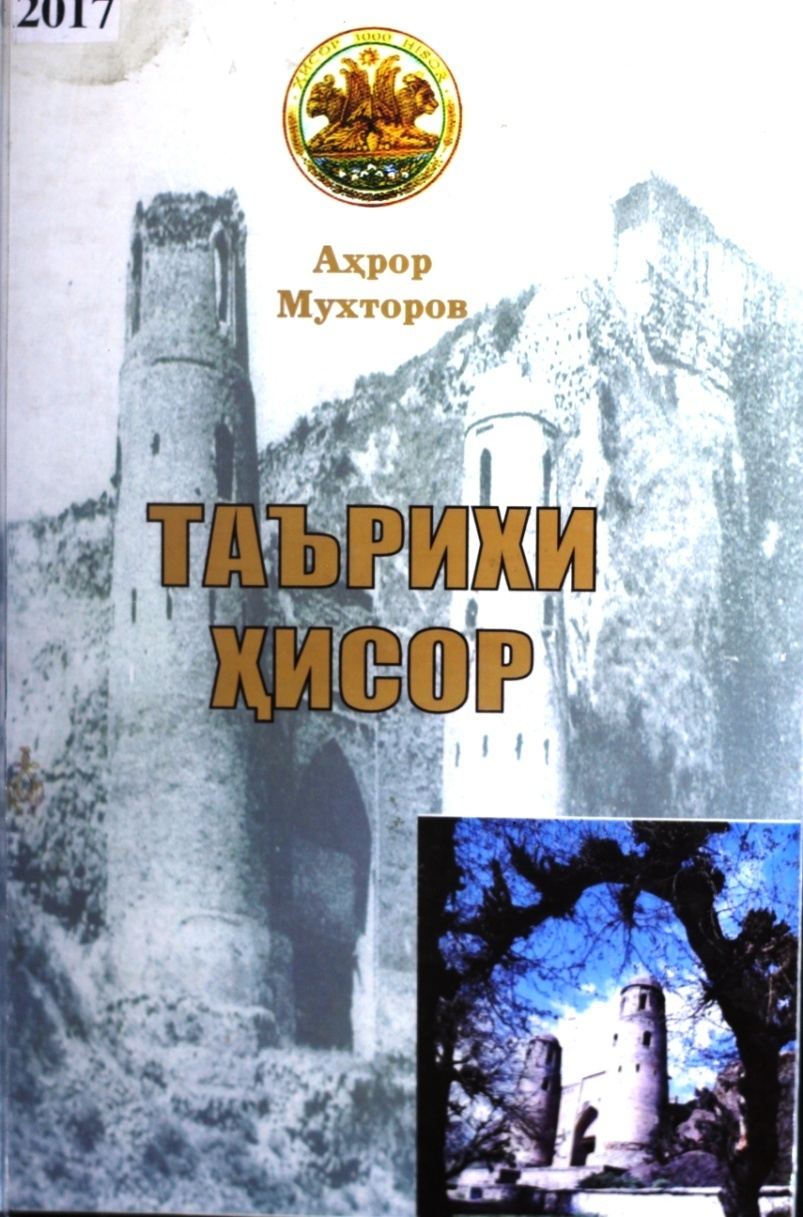 2017
ҲИСОР 3000 HISOR
Аҳрор
Мухторов
ТАЪРИХИ
ҲИСОР